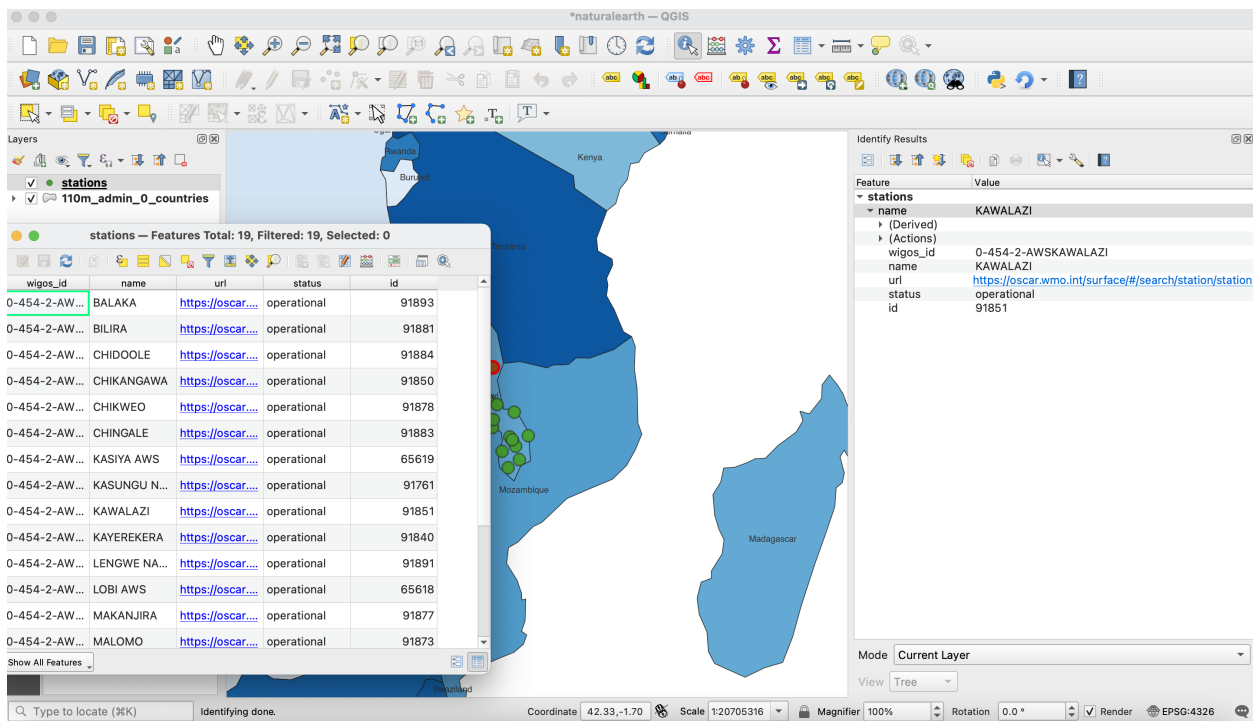 *naturalearth — QGIS
Layers
stations
110m_admin_0_countries
stations — Features Total: 19, Filtered: 19, Selected: 0
wigos_id name url status id
0-454-2-AW... BALAKA https://oscar.... operational 91893
0-454-2-AW... BILIRA https://oscar.... operational 91881
0-454-2-AW... CHIDOOLE https://oscar.... operational 91884
0-454-2-AW... CHIKANGAWA https://oscar.... operational 91850
0-454-2-AW... CHIKWEO https://oscar.... operational 91878
0-454-2-AW... CHINGALE https://oscar.... operational 91883
0-454-2-AW... KASIYA AWS https://oscar.... operational 65619
0-454-2-AW... KASUNGU N... https://oscar.... operational 91761
0-454-2-AW... KAWALAZI https://oscar.... operational 91851
0-454-2-AW... KAYEREKERA https://oscar.... operational 91840
0-454-2-AW... LENGWE NA... https://oscar.... operational 91891
0-454-2-AW... LOBI AWS https://oscar.... operational 65618
0-454-2-AW... MAKANJIRA https://oscar.... operational 91877
0-454-2-AW... MALOMO https://oscar.... operational 91873
Show All Features
Rwanda
Burundi
Kenya
Tanzania
Mozambique
Madagascar
Swaziland
Identify Results
Feature Value
stations
name KAWALAZI
(Derived)
(Actions)
wigos_id 0-454-2-AWSKAWALAZI
name KAWALAZI
url https://oscar.wmo.int/surface/#/search/station/station
status operational
id 91851
Mode Current Layer
View Tree
Type to locate (⌘K) Identifying done. Coordinate 42.33,-1.70 Scale 1:20705316 Magnifier 100% Rotation 0.0 ° Render EPSG:4326